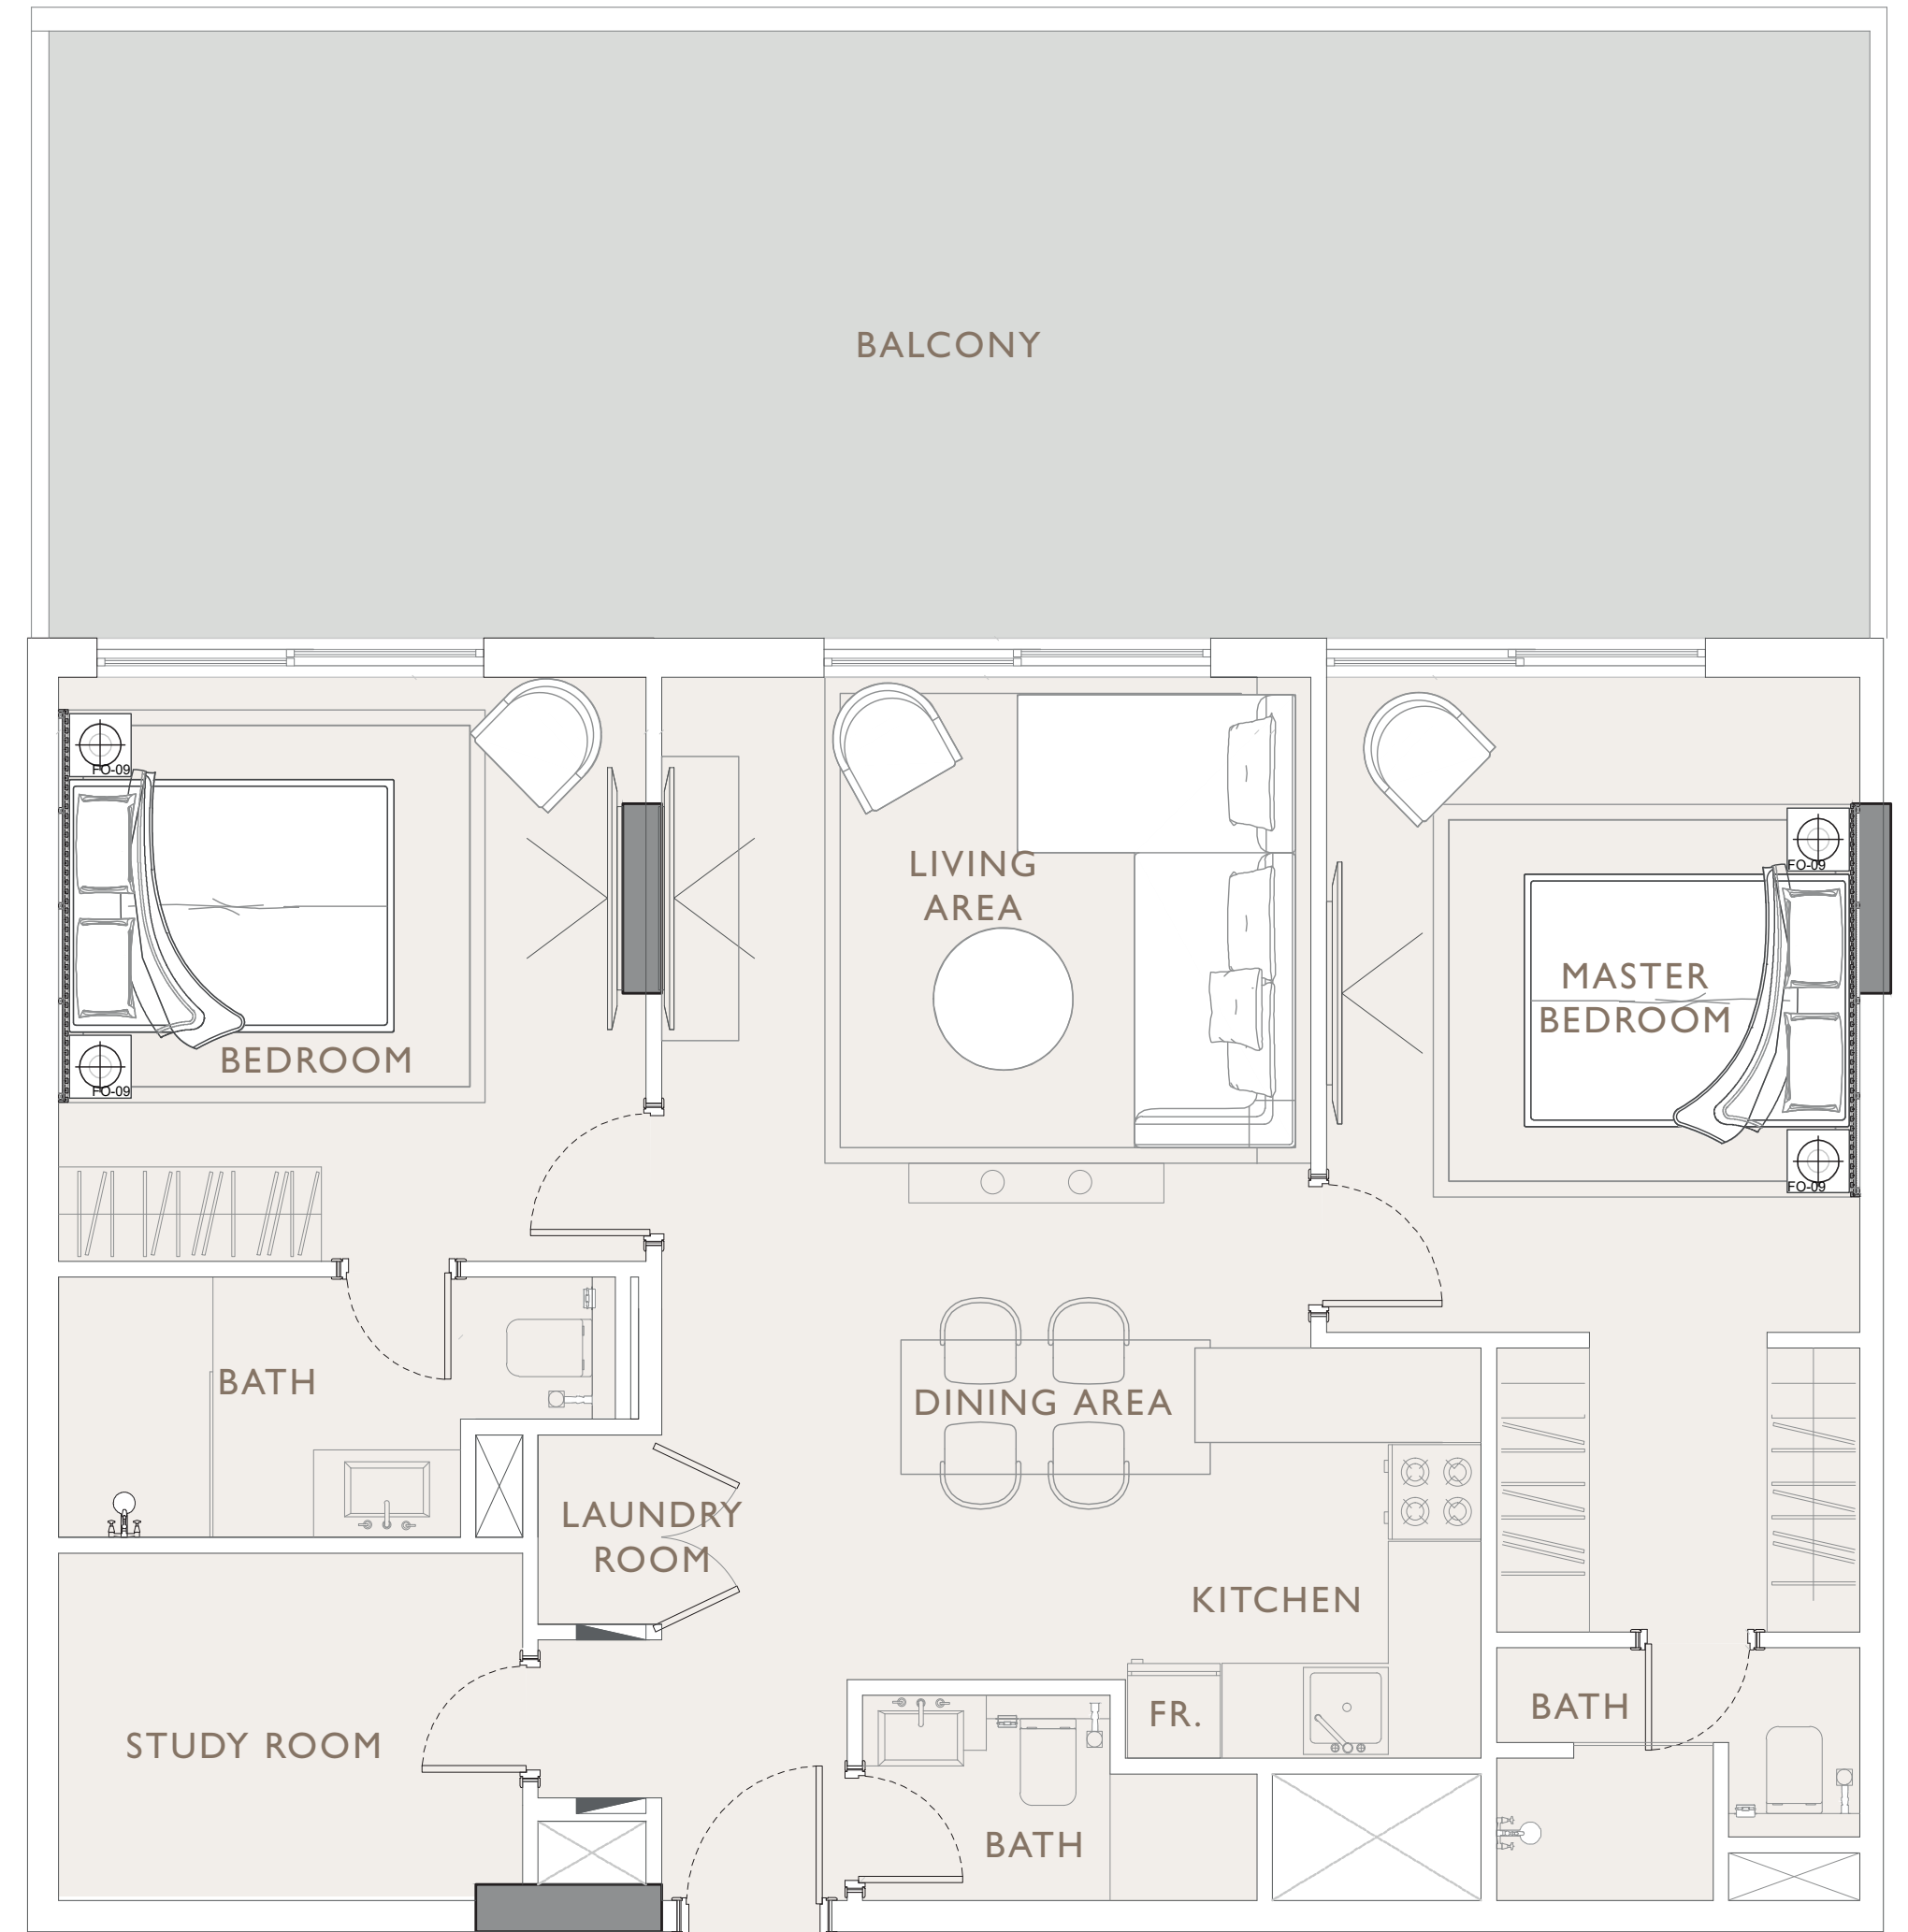 BALCONY
FO-09
LIVING
AREA
FO-09
MASTER
BEDROOM
BEDROOM
FO-09
FO-09
BATH
DINING AREA
LAUNDRY
ROOM
KITCHEN
BATH
FR.
STUDY ROOM
BATH